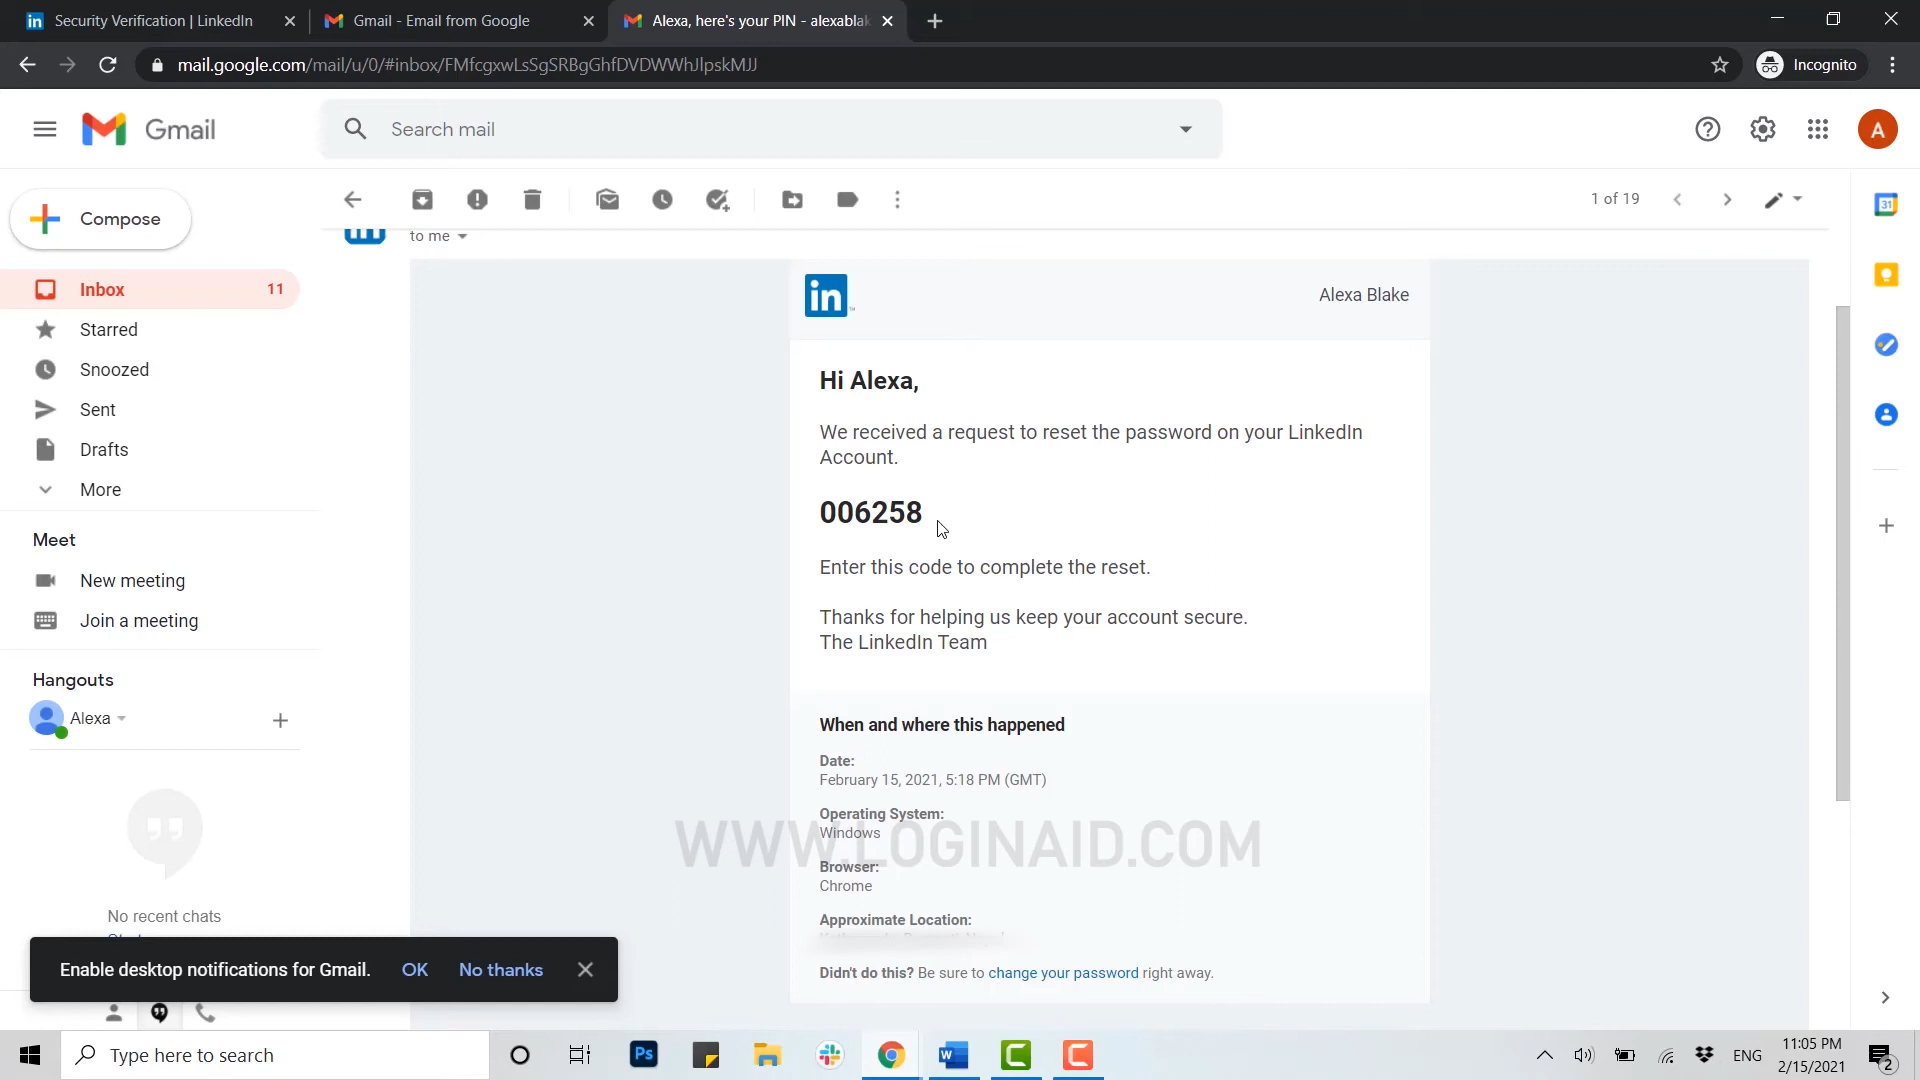 Security Verification | LinkedIn
Gmail - Email from Google
Alexa, here's your PIN - alexablak
mail.google.com/mail/u/0/#inbox/FMfcgxwLsSgSRBgGhfDVDWWhJlpskMJJ
Incognito
Gmail
Search mail
A
Compose
1 of 19
31
to me
Inbox 11
Starred
Snoozed
Sent
Drafts
More
in
Alexa Blake
Hi Alexa,
We received a request to reset the password on your LinkedIn
Account.
006258
Enter this code to complete the reset.
Thanks for helping us keep your account secure.
The LinkedIn Team
Meet
New meeting
Join a meeting
Hangouts
Alexa
No recent chats
When and where this happened
Date:
February 15, 2021, 5:18 PM (GMT)
Operating System:
Windows
WWW.LOGINAID.COM
Browser:
Chrome
Approximate Location:
Didn't do this? Be sure to change your password right away.
Enable desktop notifications for Gmail. OK No thanks
Type here to search
Ps
W
ENG
11:05 PM
2/15/2021
2